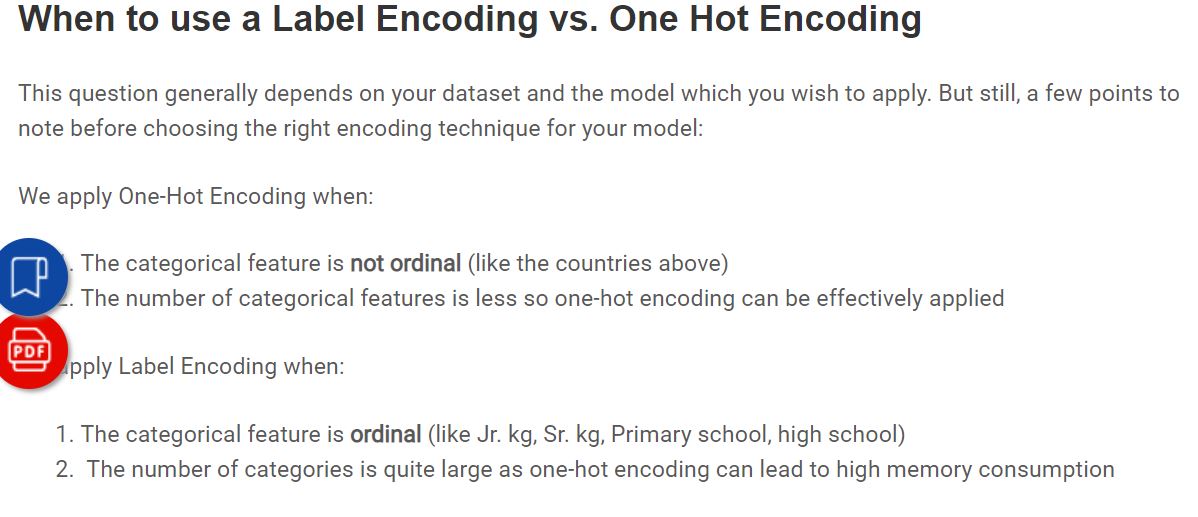 When to use a Label Encoding vs. One Hot Encoding
This question generally depends on your dataset and the model which you wish to apply. But still, a few points to
note before choosing the right encoding technique for your model:
We apply One-Hot Encoding when:
. The categorical feature is not ordinal (like the countries above)
2. The number of categorical features is less so one-hot encoding can be effectively applied
PDF
apply Label Encoding when:
1. The categorical feature is ordinal (like Jr. kg, Sr. kg, Primary school, high school)
2. The number of categories is quite large as one-hot encoding can lead to high memory consumption